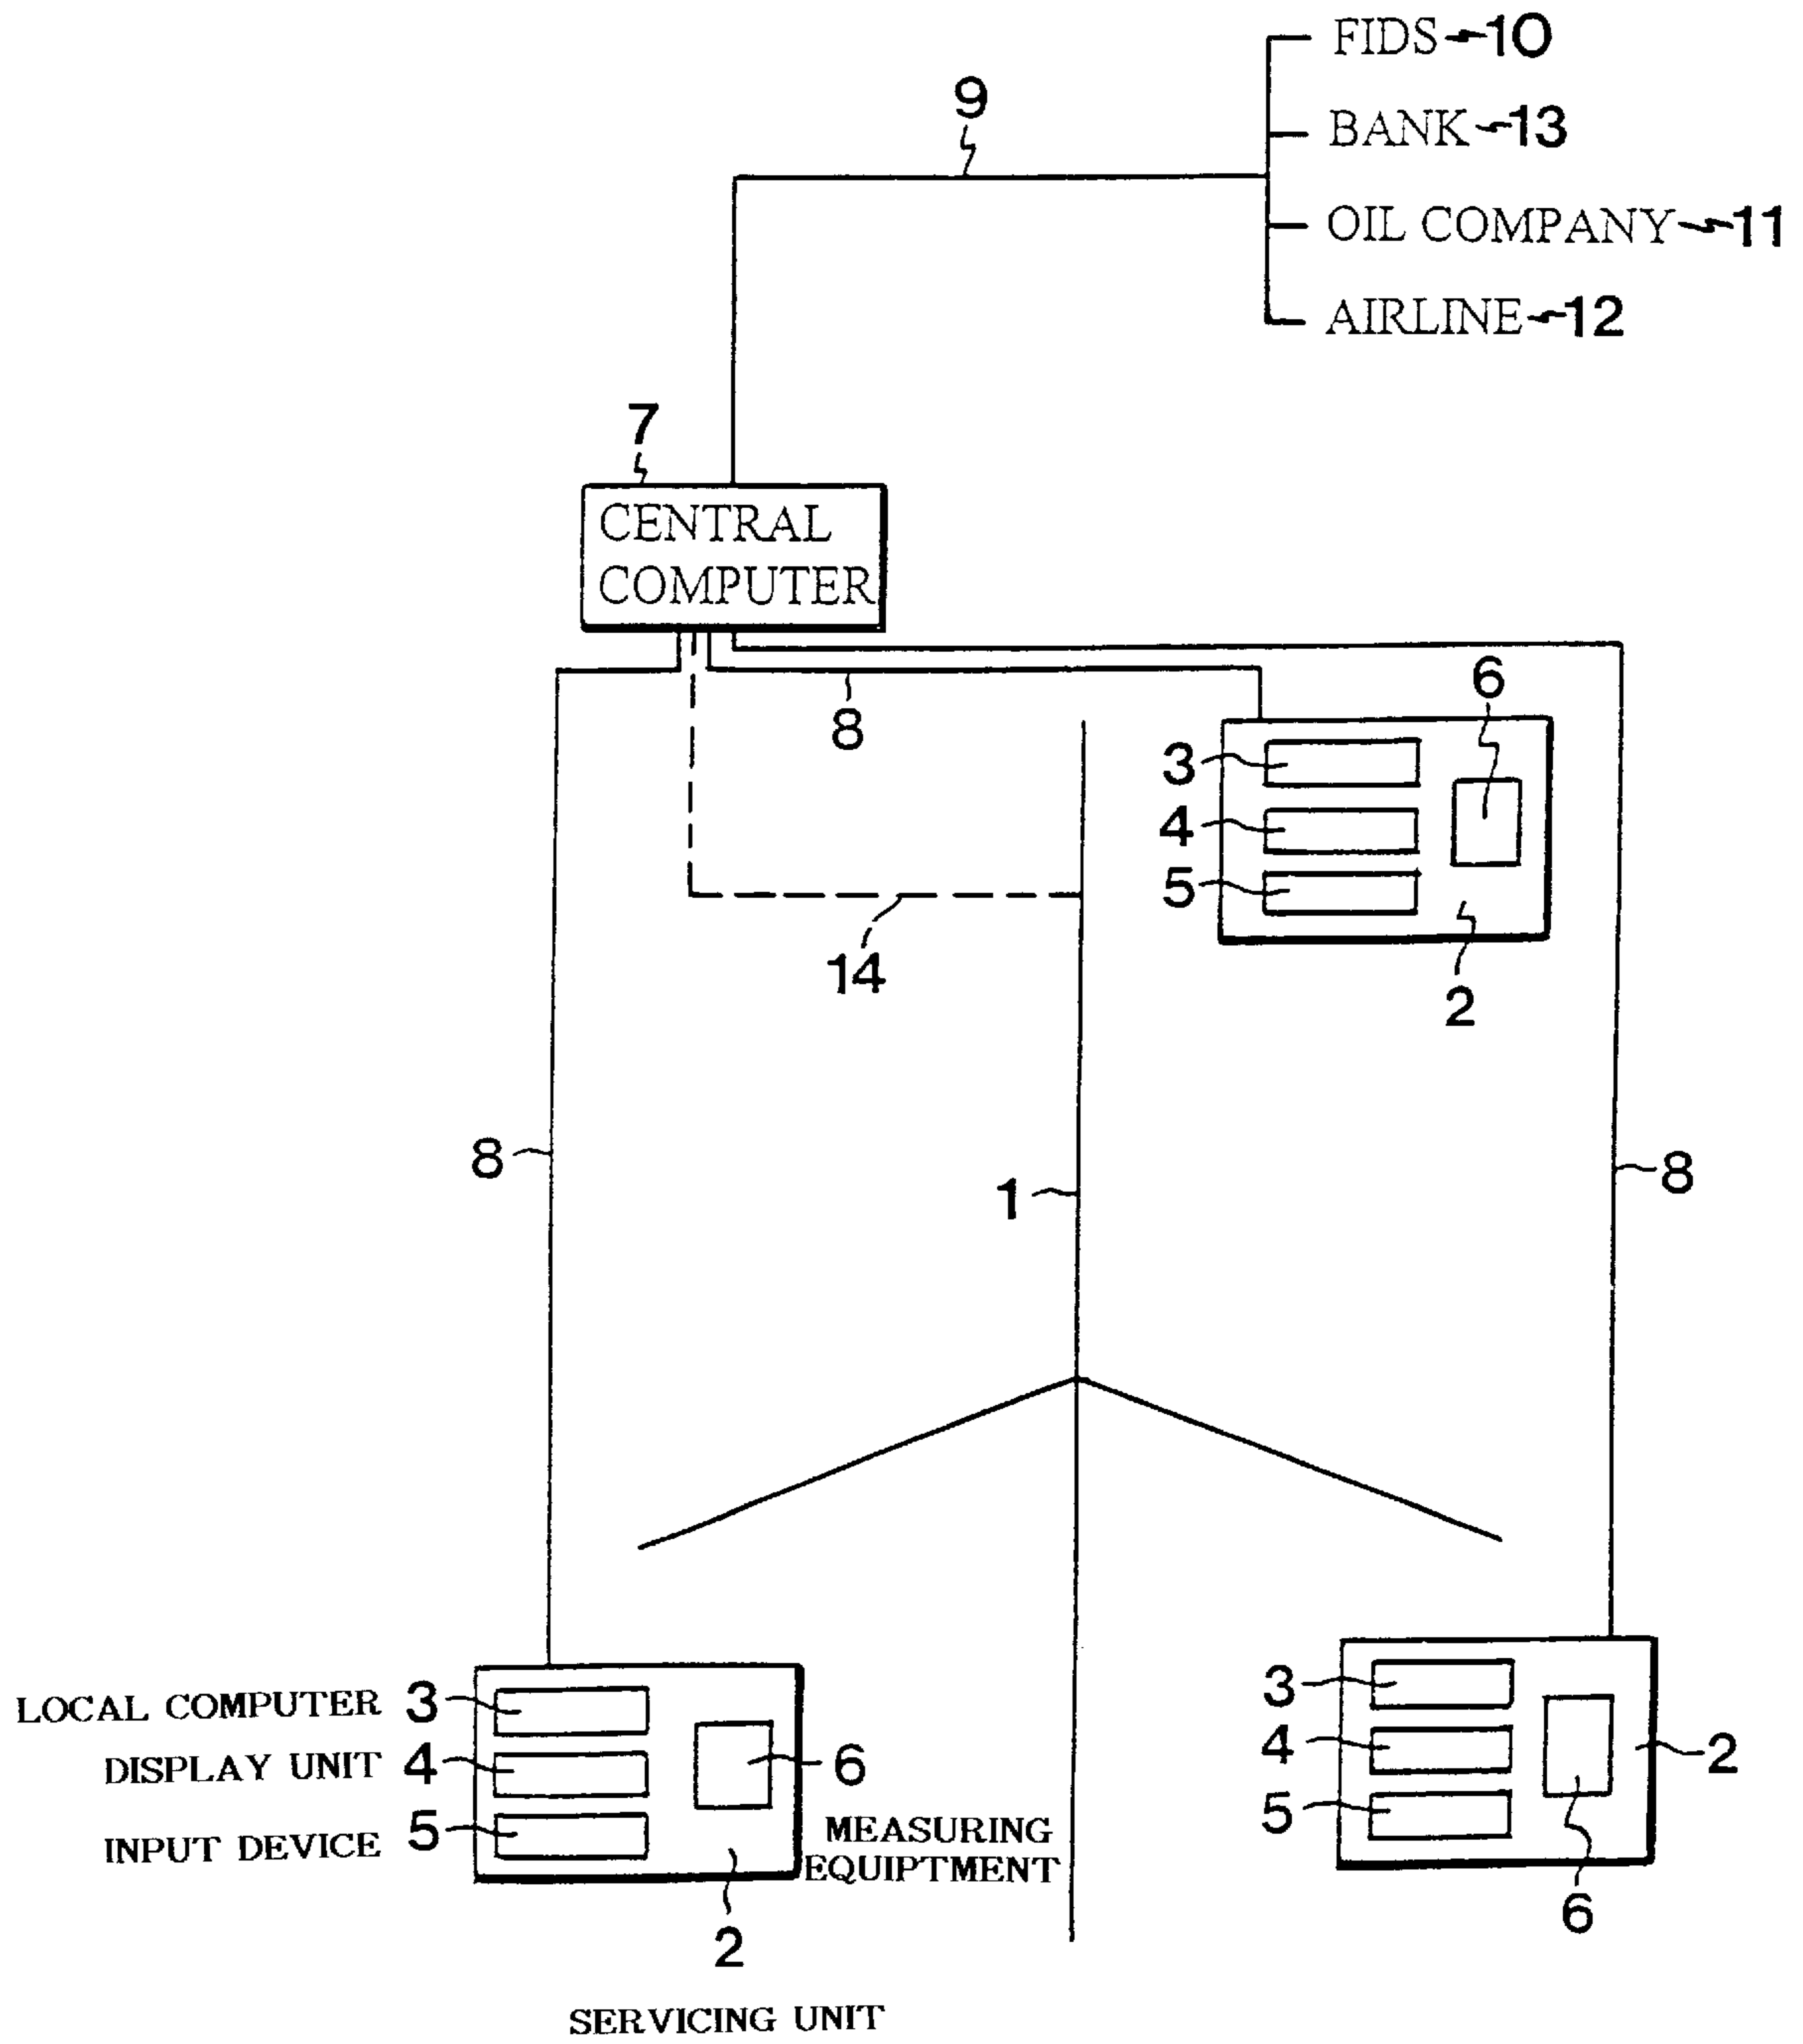 FIDS 10
9
BANK 13
OIL COMPANY 11
AIRLINE 12
7
CENTRAL
COMPUTER
8
6
3
4
5
14
2
8
1
8
LOCAL COMPUTER 3
DISPLAY UNIT 4
INPUT DEVICE 5
6
MEASURING
EQUIPTMENT
2
SERVICING UNIT
3
4
5
2
6